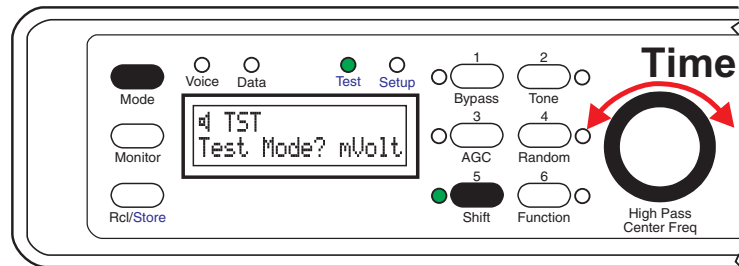 Time
Voice Data Test Setup
1 2
Mode
Bypass Tone
TST
Test Mode? mVolt
3 4
Monitor
AGC Random
5 6
Rcl/Store
Shift Function
High Pass
Center Freq